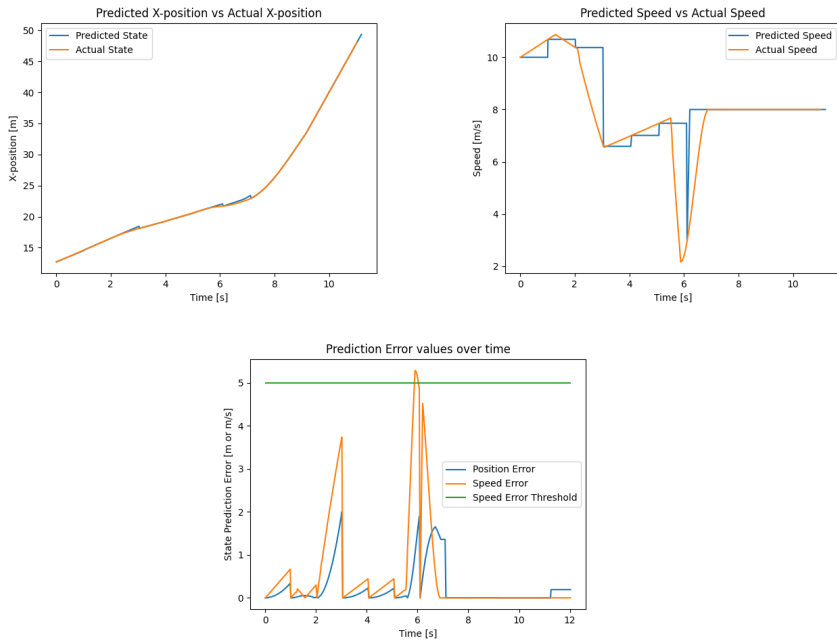 Predicted X-position vs Actual X-position
Predicted State
Actual State
X-position [m]
50
45
40
35
30
25
20
15
0
2
4
6
8
10
Time [s]
Predicted Speed vs Actual Speed
Predicted Speed
Actual Speed
Speed [m/s]
10
8
6
4
2
0
2
4
6
8
10
Time [s]
Prediction Error values over time
Position Error
Speed Error
Speed Error Threshold
State Prediction Error [m or m/s]
5
4
3
2
1
0
0
2
4
6
8
10
12
Time [s]